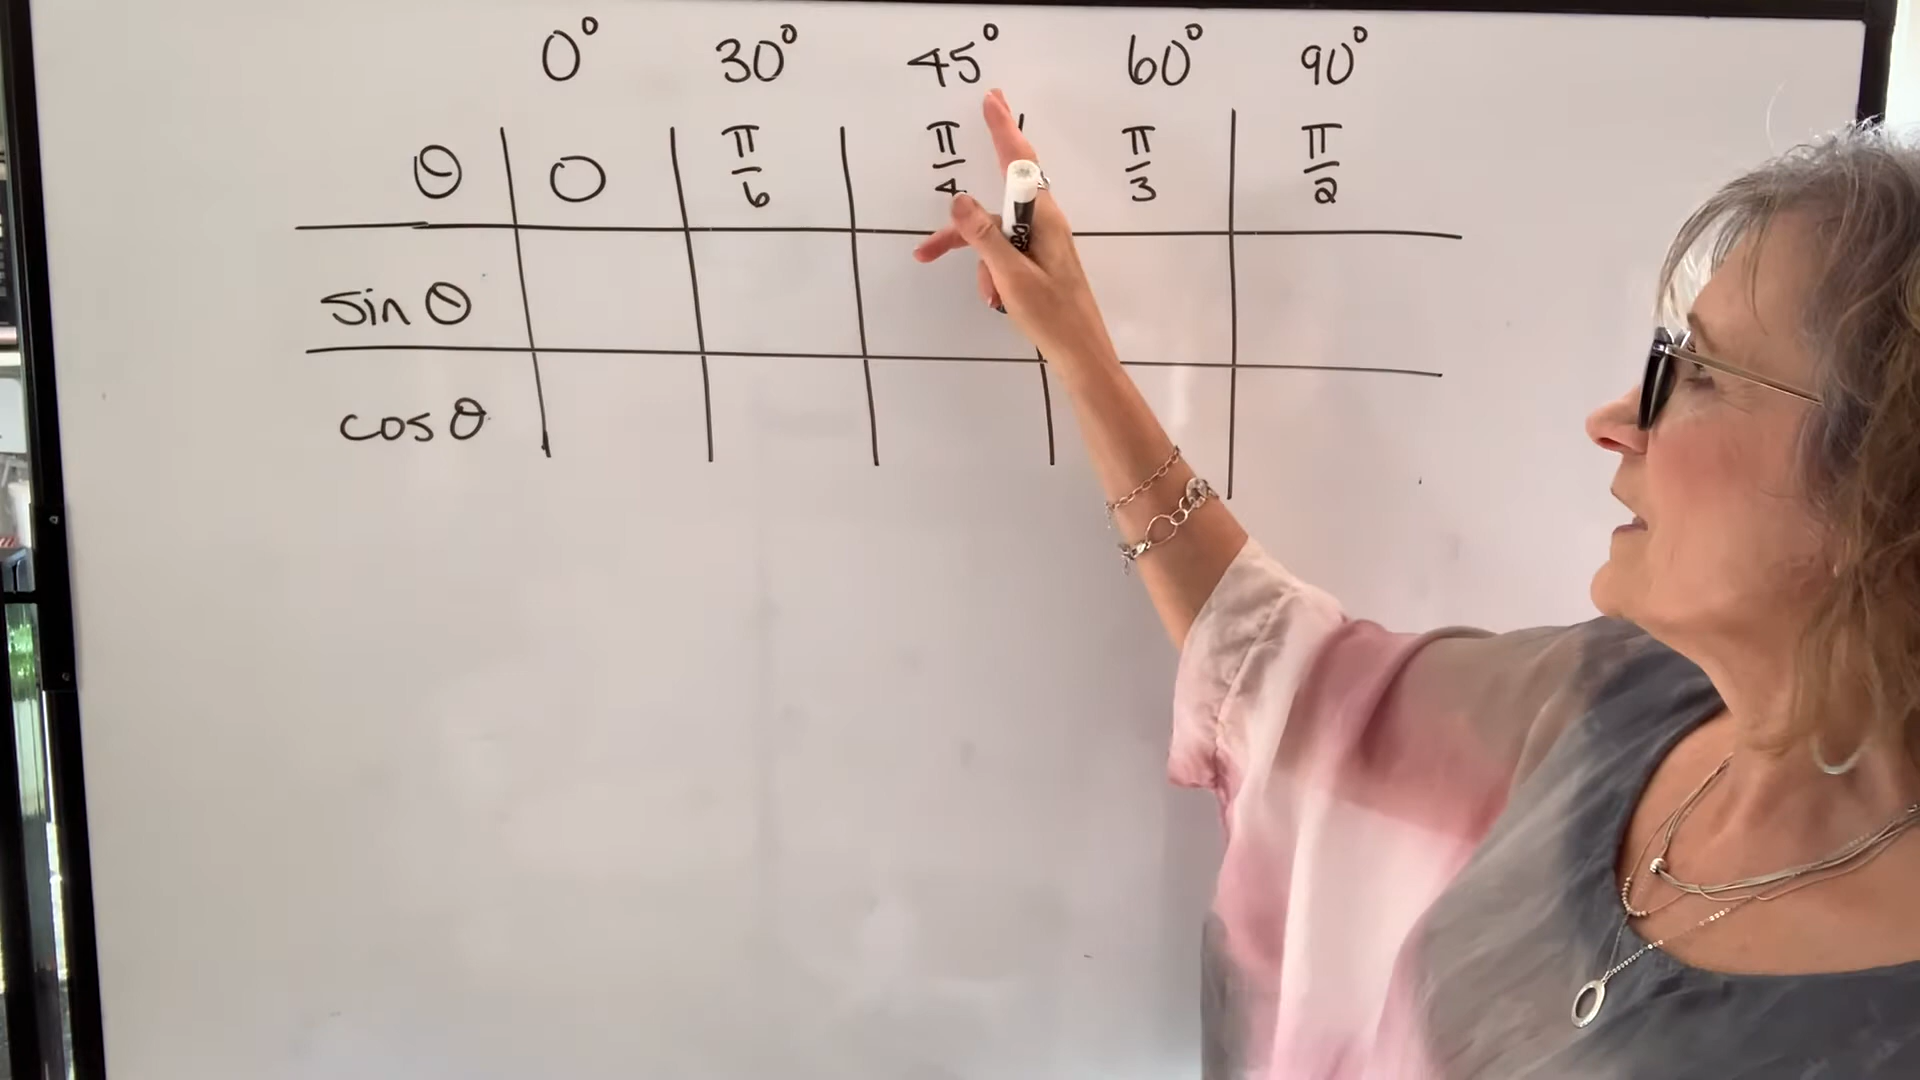 0° 30° 45° 60° 90°
θ 0 π/6 π/4 π/3 π/2
sin θ
cos θ